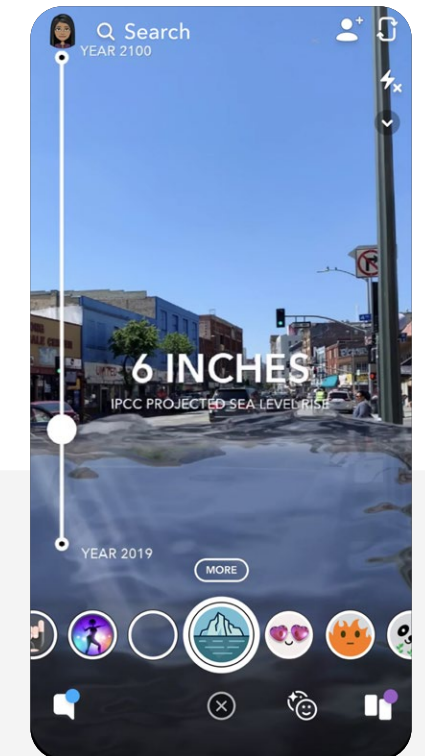 Search
YEAR 2100
6 INCHES
IPCC PROJECTED SEA LEVEL RISE
YEAR 2019
MORE